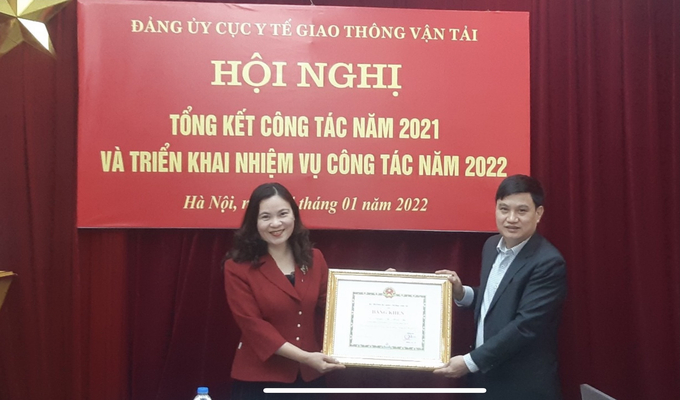 ĐẢNG ỦY CỤC Y TẾ GIAO THÔNG VẬN TẢI
HỘI NGHỊ
TỔNG KẾT CÔNG TÁC NĂM 2021
VÀ TRIỂN KHAI NHIỆM VỤ CÔNG TÁC NĂM 2022
Hà Nội, tháng 01 năm 2022
BẰNG KHEN